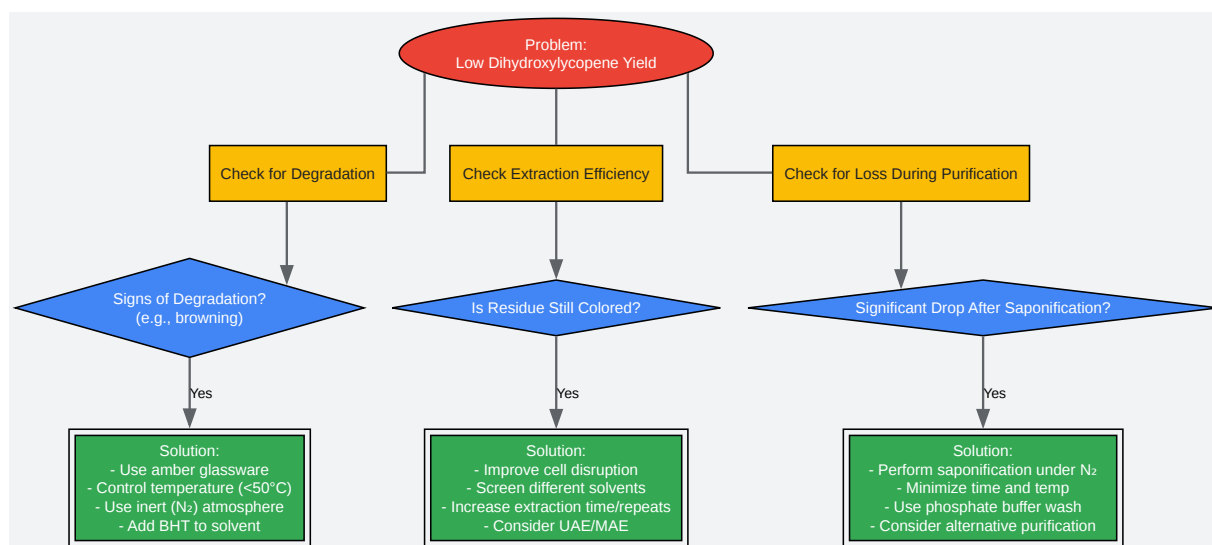 Problem:
Low Dihydroxylycopene Yield
Check for Degradation
Check Extraction Efficiency
Check for Loss During Purification
Signs of Degradation?
(e.g., browning)
Is Residue Still Colored?
Significant Drop After Saponification?
Yes
Yes
Yes
Solution:
- Use amber glassware
- Control temperature (<50°C)
- Use inert (N₂) atmosphere
- Add BHT to solvent
Solution:
- Improve cell disruption
- Screen different solvents
- Increase extraction time/repeats
- Consider UAE/MAE
Solution:
- Perform saponification under N₂
- Minimize time and temp
- Use phosphate buffer wash
- Consider alternative purification